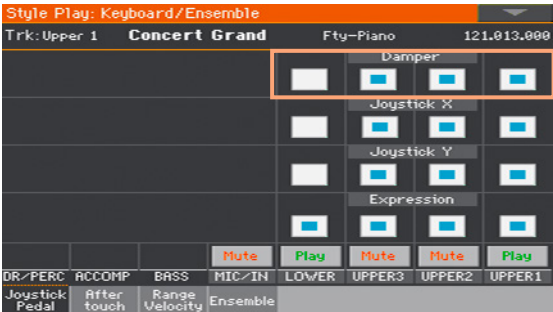 Style Play: Keyboard/Ensemble
Trk:Upper 1 Concert Grand Fty-Piano 121.013.000
Damper
Joystick X
Joystick Y
Expression
Mute Play Mute Mute Play
DR/PERC ACCOMP BASS MIC/IN LOWER UPPER3 UPPER2 UPPER1
Joystick After Range Ensemble
Pedal touch Velocity